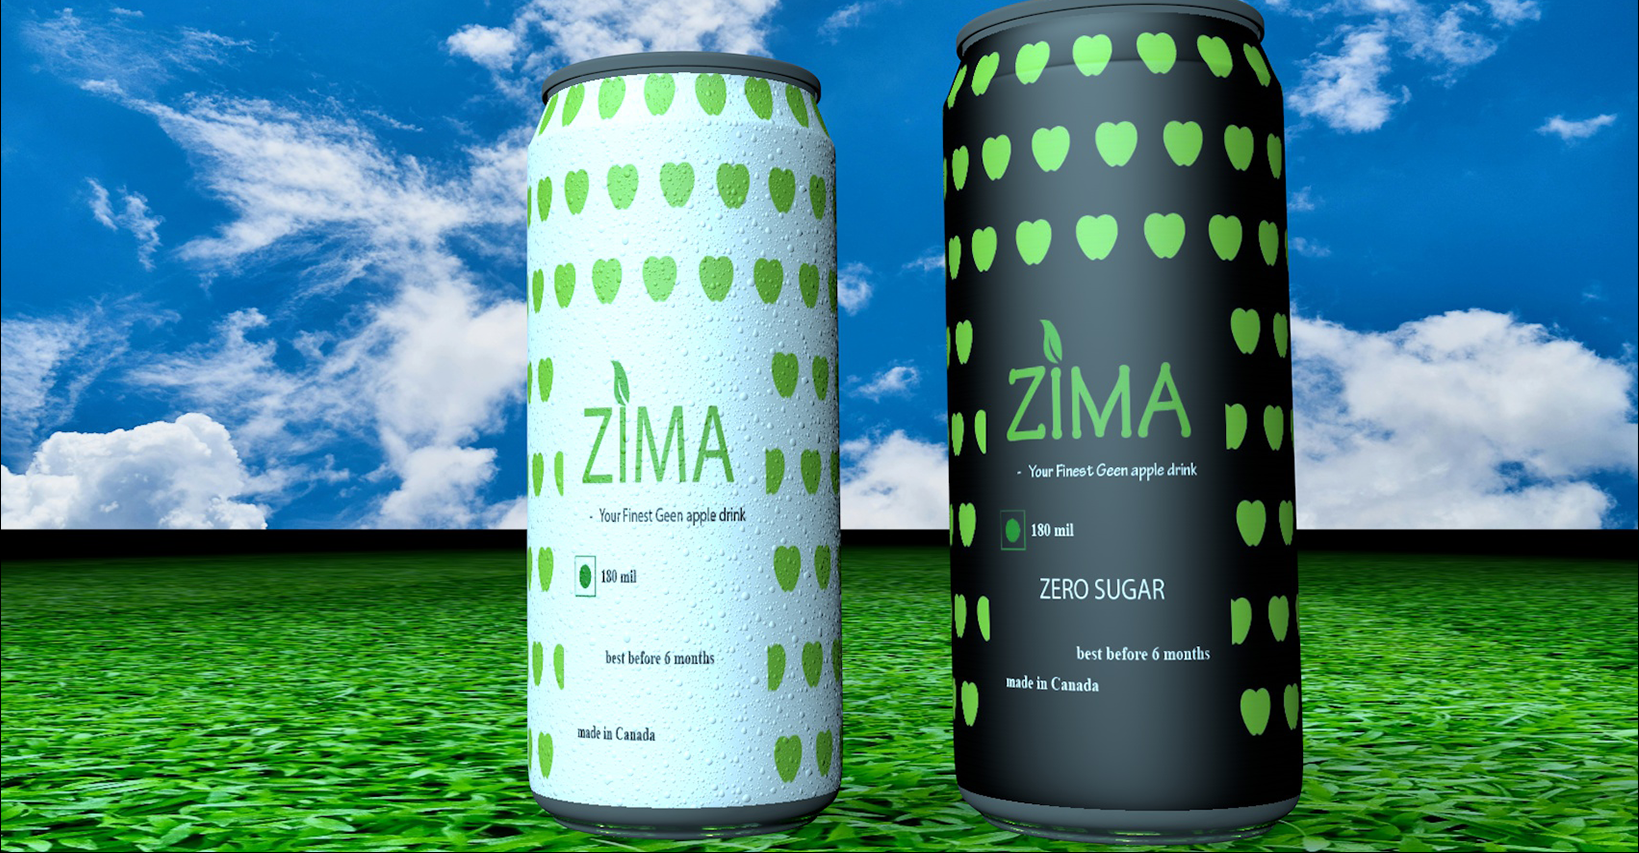 ZiMA
- Your Finest Geen apple drink
180 mil
best before 6 months
made in Canada
ZiMA
- Your Finest Geen apple drink
180 mil
ZERO SUGAR
best before 6 months
made in Canada